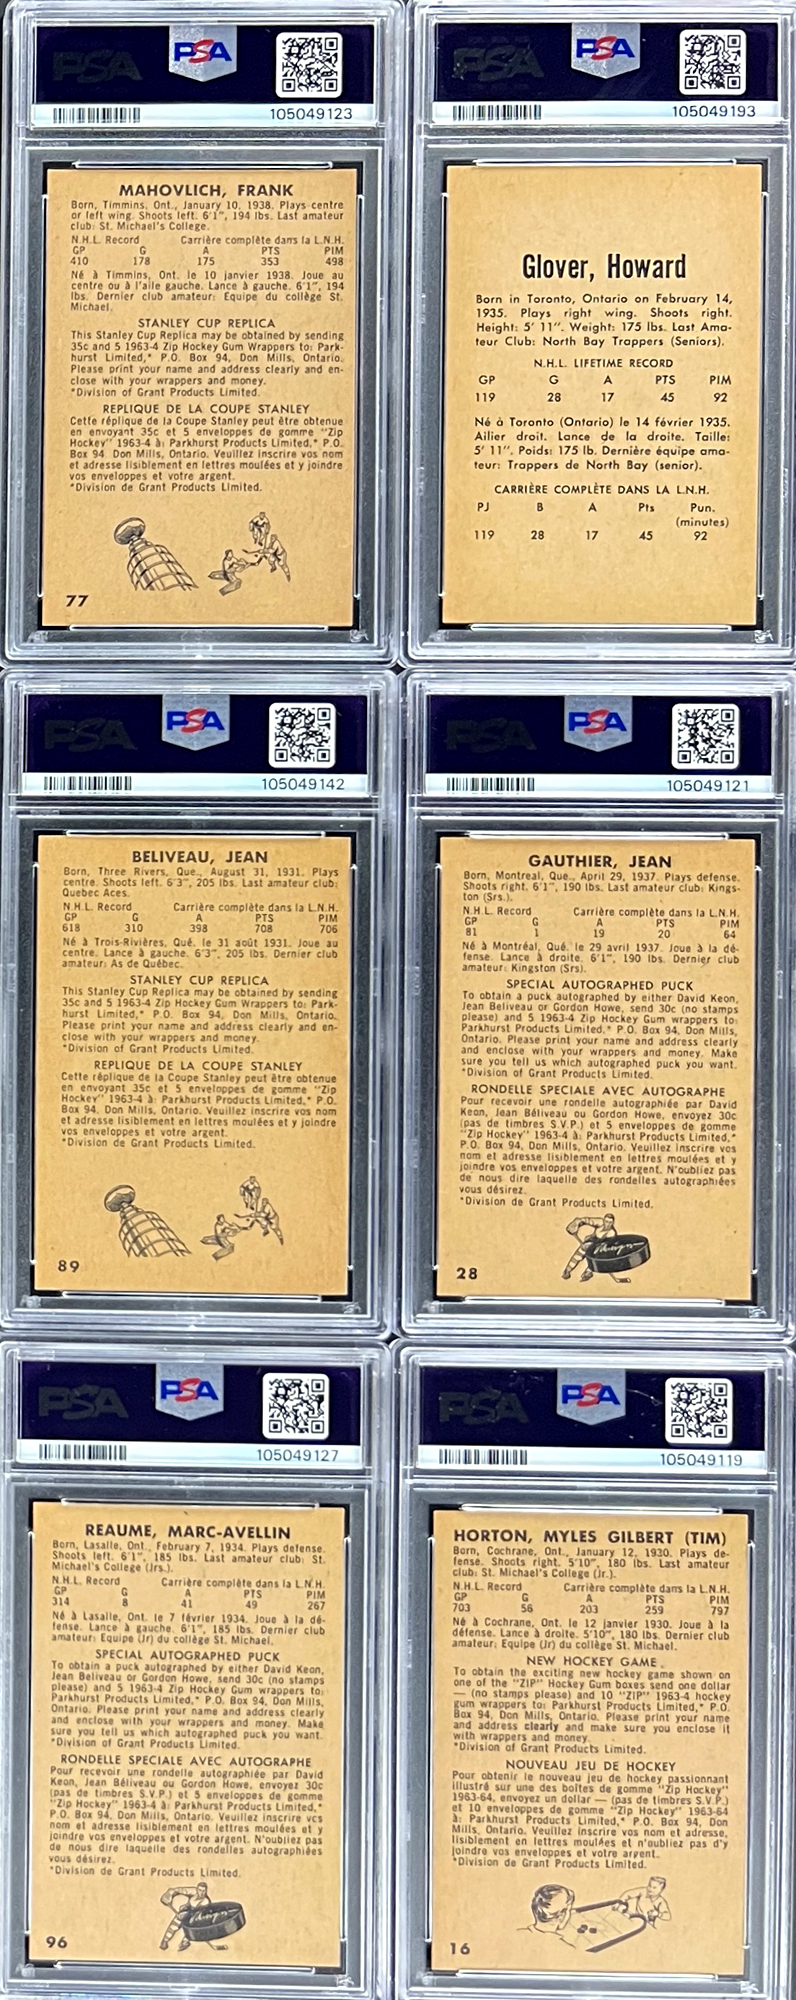 PSA
PSA
105049123
MAHOVLICH, FRANK
Born, Timmins, Ont., January 10, 1938. Plays centre
or left wing. Shoots left. 6'1", 194 lbs. Last amateur
club: St. Michael's College.
N.H.L. Record Carrière complète dans la L.N.H.
GP G A PTS PIM
410 178 175 353 498
Né à Timmins, Ont. le 10 janvier 1938. Joue au
centre ou à l'aile gauche. Lance à gauche. 6'1", 194
lbs. Dernier club amateur: Equipe du collège St.
Michael.
STANLEY CUP REPLICA
This Stanley Cup Replica may be obtained by sending
35c and 5 1963-4 Zip Hockey Gum Wrappers to: Park-
hurst Limited,* P.O. Box 94, Don Mills, Ontario.
Please print your name and address clearly and en-
close with your wrappers and money.
*Division of Grant Products Limited.
REPLIQUE DE LA COUPE STANLEY
Cette réplique de la Coupe Stanley peut être obtenue
en envoyant 35c et 5 enveloppes de gomme "Zip
Hockey" 1963-4 à: Parkhurst Products Limited,* P.O.
Box 94, Don Mills, Ontario. Veuillez inscrire vos nom
et adresse lisiblement en lettres moulées et y joindre
vos enveloppes et votre argent.
*Division de Grant Products Limited.
77
PSA
PSA
105049193
Glover, Howard
Born in Toronto, Ontario on February 14,
1935. Plays right wing. Shoots right.
Height: 5' 11". Weight: 175 lbs. Last Ama-
teur Club: North Bay Trappers (Seniors).
N.H.L. LIFETIME RECORD
GP G A PTS PIM
119 28 17 45 92
Né à Toronto (Ontario) le 14 février 1935.
Ailier droit. Lance de la droite. Taille:
5' 11". Poids: 175 lb. Dernière équipe ama-
teur: Trappers de North Bay (senior).
CARRIÈRE COMPLÈTE DANS LA L.N.H.
PJ B A Pts Pun.
(minutes)
119 28 17 45 92
PSA
PSA
105049142
BELIVEAU, JEAN
Born, Three Rivers, Que., August 31, 1931. Plays
centre. Shoots left. 6'3", 205 lbs. Last amateur club:
Quebec Aces.
N.H.L. Record Carrière complète dans la L.N.H.
GP G A PTS PIM
618 310 398 708 706
Né à Trois-Rivières, Qué. le 31 août 1931. Joue au
centre. Lance à gauche. 6'3", 205 lbs. Dernier club
amateur: As de Québec.
STANLEY CUP REPLICA
This Stanley Cup Replica may be obtained by sending
35c and 5 1963-4 Zip Hockey Gum Wrappers to: Park-
hurst Limited,* P.O. Box 94, Don Mills, Ontario.
Please print your name and address clearly and en-
close with your wrappers and money.
*Division of Grant Products Limited.
REPLIQUE DE LA COUPE STANLEY
Cette réplique de la Coupe Stanley peut être obtenue
en envoyant 35c et 5 enveloppes de gomme "Zip
Hockey" 1963-4 à: Parkhurst Products Limited,* P.O.
Box 94, Don Mills, Ontario. Veuillez inscrire vos nom
et adresse lisiblement en lettres moulées et y joindre
vos enveloppes et votre argent.
*Division de Grant Products Limited.
89
PSA
PSA
105049121
GAUTHIER, JEAN
Born, Montreal, Que., April 29, 1937. Plays defense.
Shoots right. 6'1", 190 lbs. Last amateur club: Kings-
ton (Srs.).
N.H.L. Record Carrière complète dans la L.N.H.
GP G A PTS PIM
81 1 19 20 64
Né à Montréal, Qué. le 29 avril 1937. Joue à la dé-
fense. Lance à droite. 6'1", 190 lbs. Dernier club
amateur: Kingston (Srs).
SPECIAL AUTOGRAPHED PUCK
To obtain a puck autographed by either David Keon,
Jean Beliveau or Gordon Howe, send 30c (no stamps
please) and 5 1963-4 Zip Hockey Gum wrappers to:
Parkhurst Products Limited,* P.O. Box 94, Don Mills,
Ontario. Please print your name and address clearly
and enclose with your wrappers and money. Make
sure you tell us which autographed puck you want.
*Division of Grant Products Limited.
RONDELLE SPECIALE AVEC AUTOGRAPHE
Pour recevoir une rondelle autographiée par David
Keon, Jean Béliveau ou Gordon Howe, envoyez 30c
(pas de timbres S.V.P.) et 5 enveloppes de gomme
"Zip Hockey" 1963-4 à: Parkhurst Products Limited,*
P.O. Box 94, Don Mills, Ontario. Veuillez inscrire vos
nom et adresse lisiblement en lettres moulées et y
joindre vos enveloppes et votre argent. N'oubliez pas
de nous dire laquelle des rondelles autographiées
vous désirez.
*Division de Grant Products Limited.
28
PSA
PSA
105049127
REAUME, MARC-AVELLIN
Born, Lasalle, Ont., February 7, 1934. Plays defense.
Shoots left. 6'1", 185 lbs. Last amateur club: St.
Michael's College (Jrs.).
N.H.L. Record Carrière complète dans la L.N.H.
GP G A PTS PIM
314 8 41 49 267
Né à Lasalle, Ont. le 7 février 1934. Joue à la dé-
fense. Lance à gauche. 6'1", 185 lbs. Dernier club
amateur: Equipe (Jr) du collège St. Michael.
SPECIAL AUTOGRAPHED PUCK
To obtain a puck autographed by either David Keon,
Jean Beliveau or Gordon Howe, send 30c (no stamps
please) and 5 1963-4 Zip Hockey Gum wrappers to:
Parkhurst Products Limited,* P.O. Box 94, Don Mills,
Ontario. Please print your name and address clearly
and enclose with your wrappers and money. Make
sure you tell us which autographed puck you want.
*Division of Grant Products Limited.
RONDELLE SPECIALE AVEC AUTOGRAPHE
Pour recevoir une rondelle autographiée par David
Keon, Jean Béliveau ou Gordon Howe, envoyez 30c
(pas de timbres S.V.P.) et 5 enveloppes de gomme
"Zip Hockey" 1963-4 à: Parkhurst Products Limited,*
P.O. Box 94, Don Mills, Ontario. Veuillez inscrire vos
nom et adresse lisiblement en lettres moulées et y
joindre vos enveloppes et votre argent. N'oubliez pas
de nous dire laquelle des rondelles autographiées
vous désirez.
*Division de Grant Products Limited.
96
PSA
PSA
105049119
HORTON, MYLES GILBERT (TIM)
Born, Cochrane, Ont., January 12, 1930. Plays de-
fense. Shoots right. 5'10", 180 lbs. Last amateur
club: St. Michael's College (Jr.).
N.H.L. Record Carrière complète dans la L.N.H.
GP G A PTS PIM
703 56 203 259 797
Né à Cochrane, Ont. le 12 janvier 1930. Joue à la
défense. Lance à droite. 5'10", 180 lbs. Dernier club
amateur: Equipe (Jr) du collège St. Michael.
NEW HOCKEY GAME
To obtain the exciting new hockey game shown on
one of the "ZIP" Hockey Gum boxes send one dollar
— (no stamps please) and 10 "ZIP" 1963-4 hockey
gum wrappers to: Parkhurst Products Limited,* P.O.
Box 94, Don Mills, Ontario. Please print your name
and address clearly and make sure you enclose it
with wrappers and money.
*Division of Grant Products Limited.
NOUVEAU JEU DE HOCKEY
Pour obtenir le nouveau jeu de hockey passionnant
illustré sur une des boîtes de gomme "Zip Hockey"
1963-64, envoyez un dollar — (pas de timbres S.V.P.)
et 10 enveloppes de gomme "Zip Hockey" 1963-64
à: Parkhurst Products Limited,* P.O. Box 94, Don
Mills, Ontario. Veuillez inscrire vos nom et adresse,
lisiblement en lettres moulées et n'oubliez pas d'y
joindre vos enveloppes et votre argent.
*Division de Grant Products Limited.
16